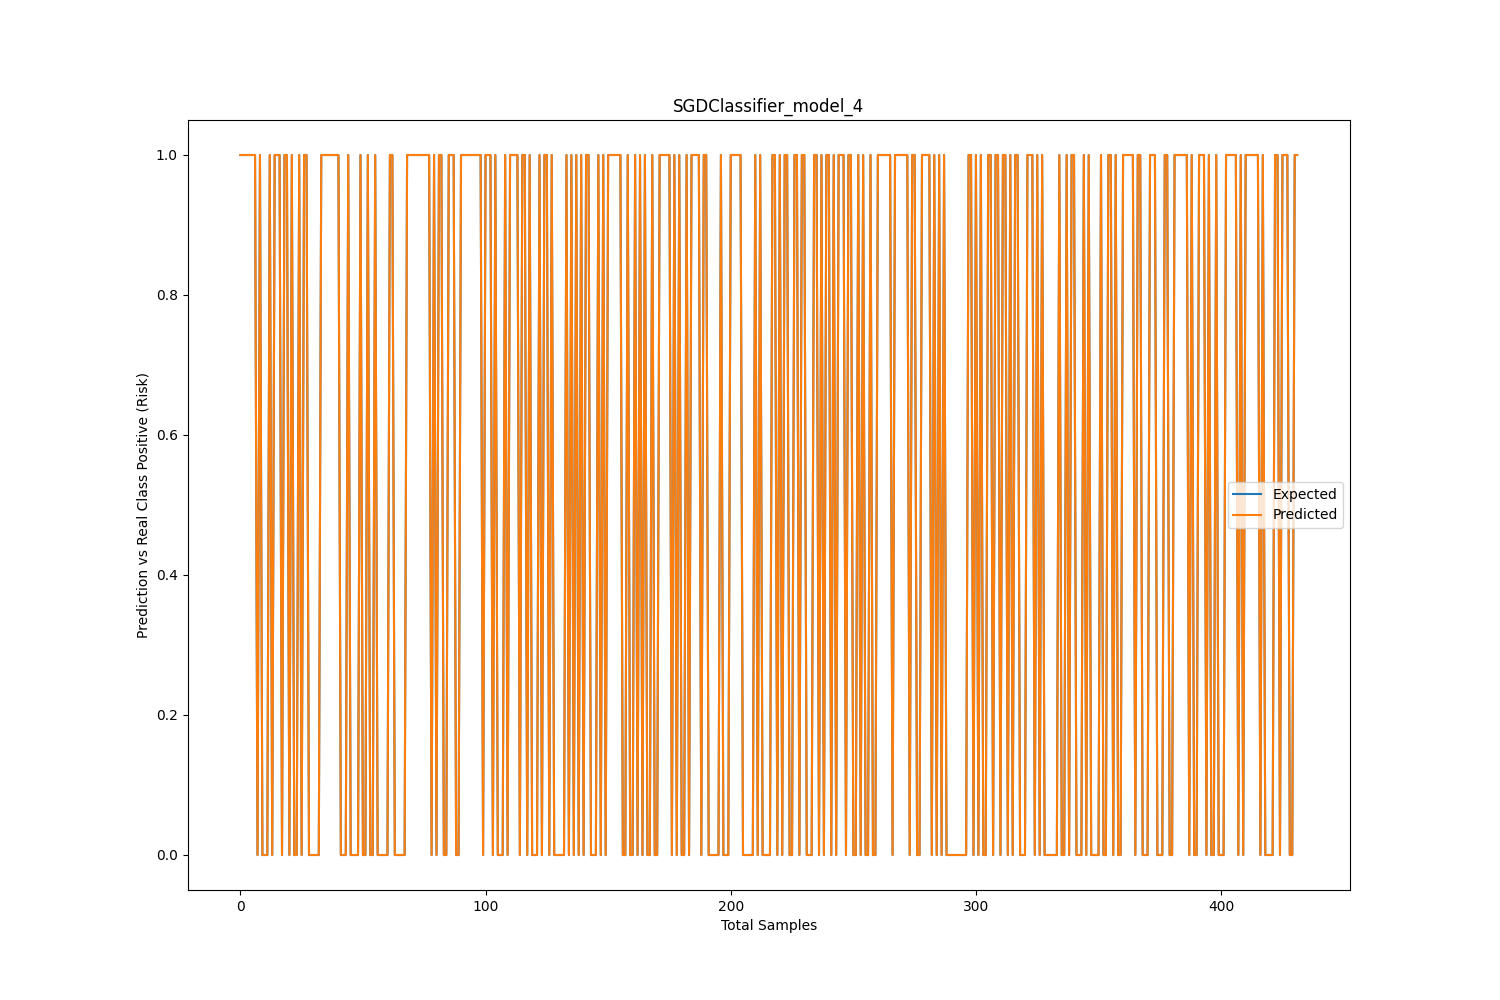 SGDClassifier_model_4
1.0
0.8
0.6
0.4
0.2
0.0
Prediction vs Real Class Positive (Risk)
Expected
Predicted
0
100
200
300
400
Total Samples